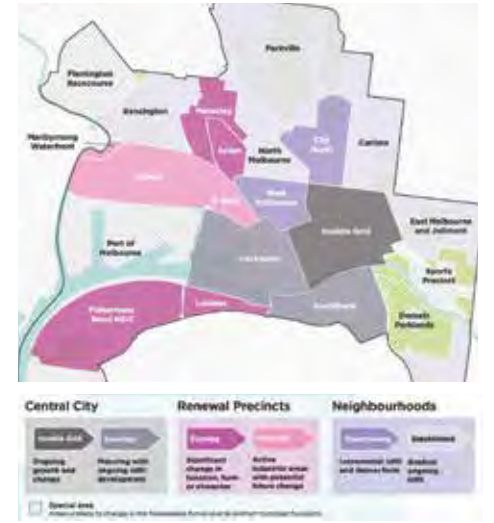 Parkville
Flemington
Racecourse
Kensington
Macaulay
Maribyrnong
Waterfront
Arden
North
Melbourne
City
North
Carlton
West
Melbourne
Hoddle Grid
East Melbourne
and Jolimont
Port of
Melbourne
Docklands
Sports
Precinct
Fishermans
Bend NEIC
Lorimer
Southbank
Domain
Parklands
Central City
Renewal Precincts
Neighbourhoods
Hoddle Grid
Ongoing
growth and
change
Maturing with
ongoing infill
development
Significant
change in
function, form
or character
Active
industrial areas
with potential
future change
Established
Incremental infill
and denser form
Gradual
ongoing
infill
Special area